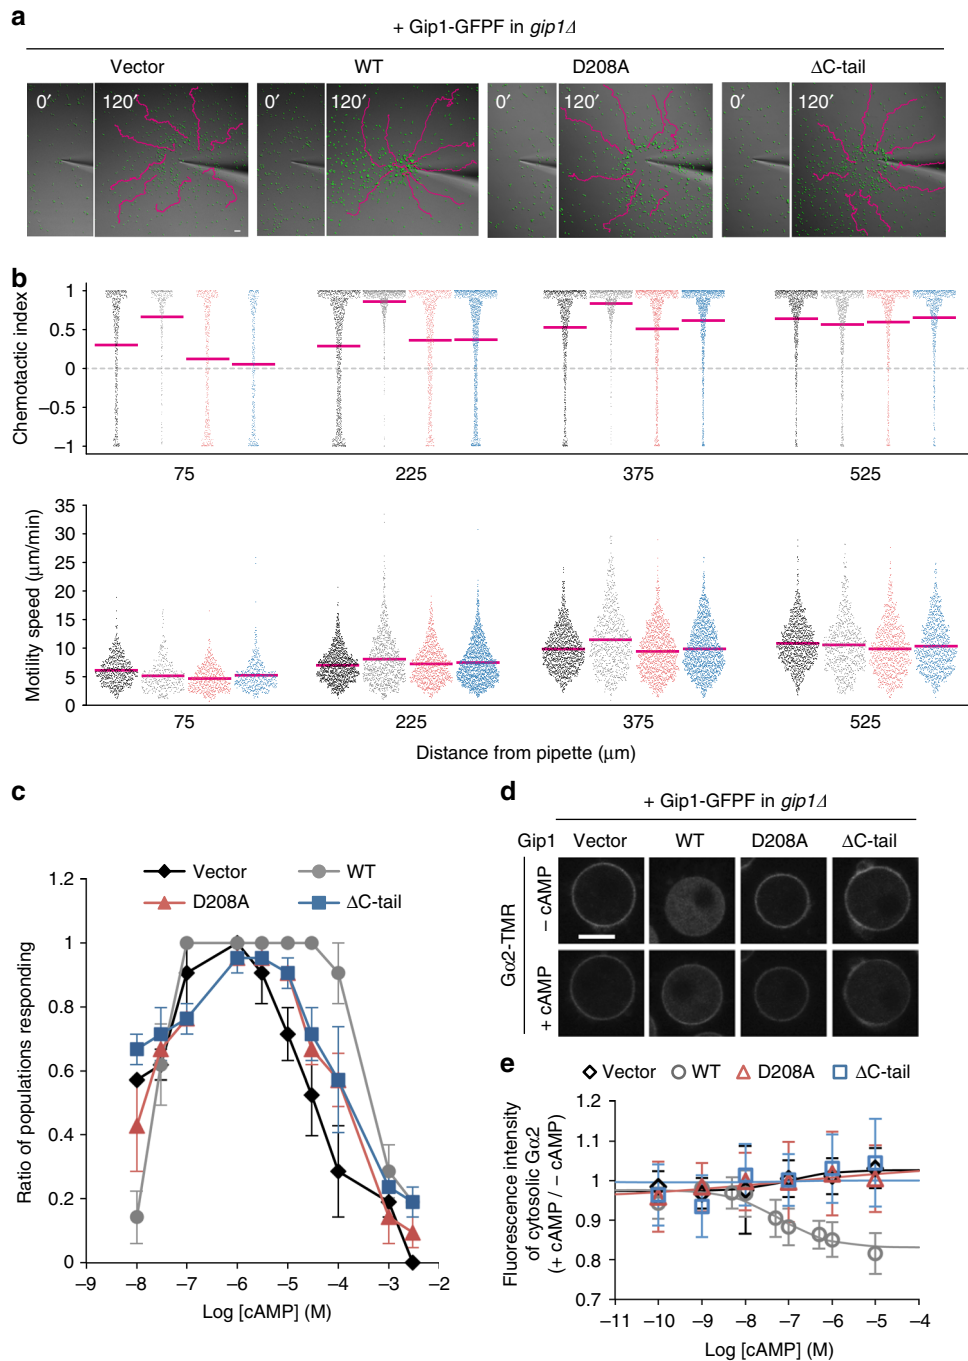 a
+ Gip1-GFPF in gip1Δ
Vector WT D208A ΔC-tail
0′ 120′ 0′ 120′ 0′ 120′ 0′ 120′
b
Chemotactic index
1
0.5
0
−0.5
−1
75 225 375 525
Motility speed (μm/min)
35
30
25
20
15
10
5
0
75 225 375 525
Distance from pipette (μm)
c
Vector WT
D208A ΔC-tail
Ratio of populations responding
1.2
1
0.8
0.6
0.4
0.2
0
−9 −8 −7 −6 −5 −4 −3 −2
Log [cAMP] (M)
d
+ Gip1-GFPF in gip1Δ
Gip1 Vector WT D208A ΔC-tail
Gα2-TMR
− cAMP
+ cAMP
e
Vector WT D208A ΔC-tail
Fluorescence intensity
of cytosolic Gα2
(+ cAMP / − cAMP)
1.2
1.1
1
0.9
0.8
0.7
−11 −10 −9 −8 −7 −6 −5 −4
Log [cAMP] (M)